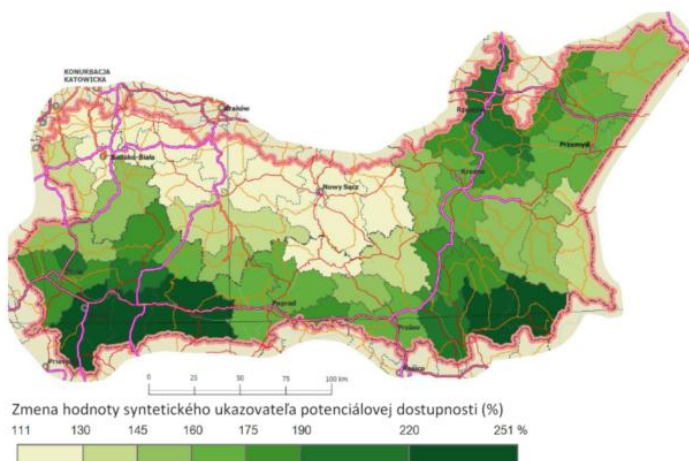 KONURBACJA
KATOWICKA
Kraków
Bielsko-Biała
Rzeszów
Przemyśl
Krosno
Nowy Sącz
Poprad
Prešov
Košice
0 25 50 75 100 km
Zmena hodnoty syntetického ukazovateľa potenciálovej dostupnosti (%)
111 130 145 160 175 190 220 251 %